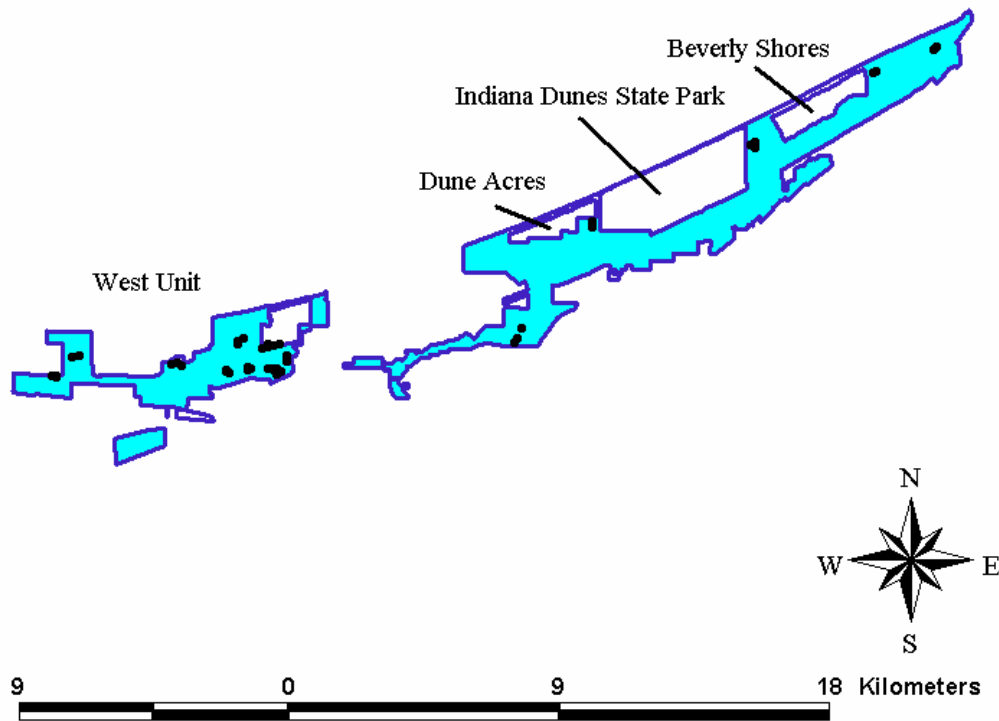 Beverly Shores
Indiana Dunes State Park
Dune Acres
West Unit
N
W E
S
9 0 9 18 Kilometers